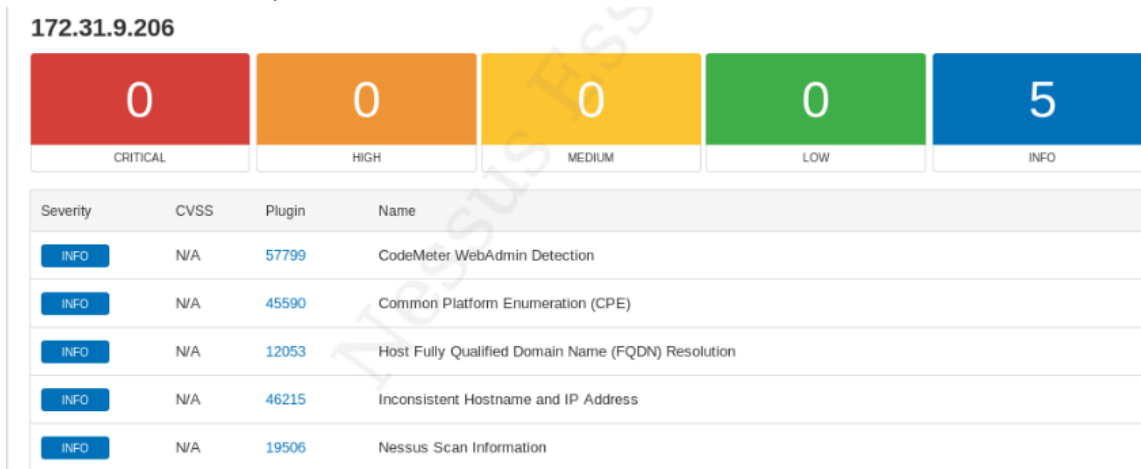 172.31.9.206
0 0 0 0 5
CRITICAL HIGH MEDIUM LOW INFO
Severity CVSS Plugin Name
INFO N/A 57799 CodeMeter WebAdmin Detection
INFO N/A 45590 Common Platform Enumeration (CPE)
INFO N/A 12053 Host Fully Qualified Domain Name (FQDN) Resolution
INFO N/A 46215 Inconsistent Hostname and IP Address
INFO N/A 19506 Nessus Scan Information
Nessus Ess